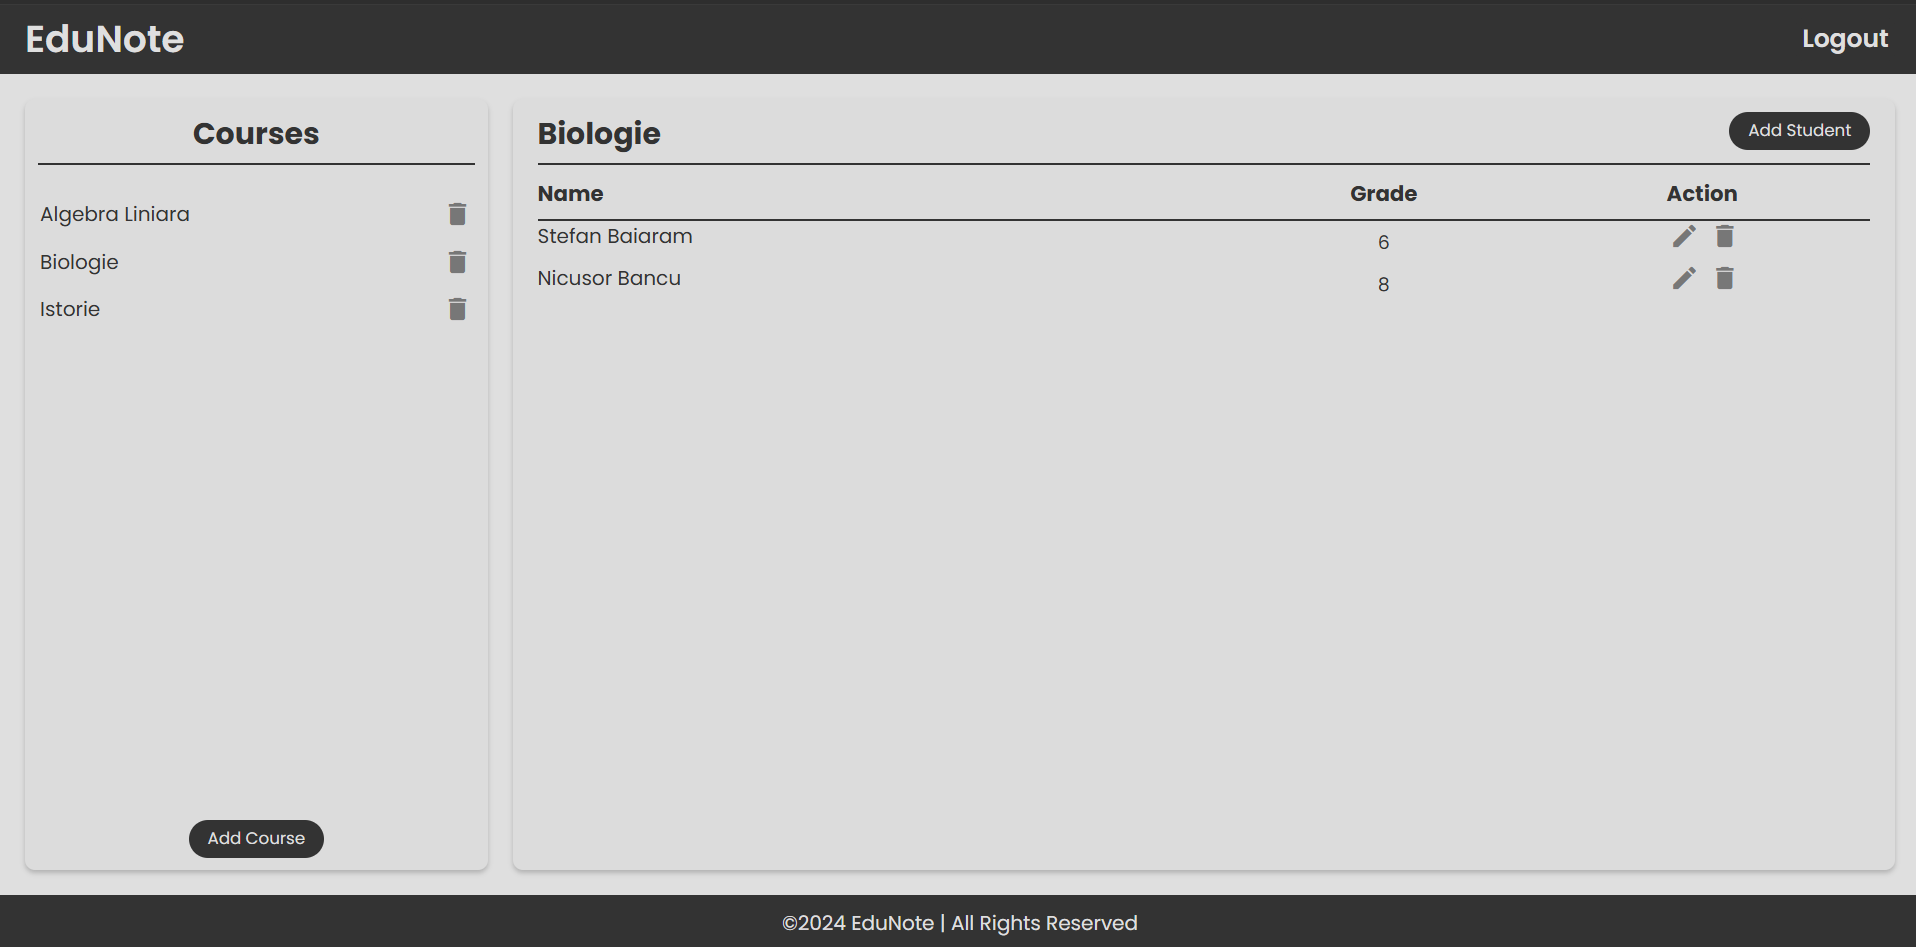 EduNote
Logout
Courses
Algebra Liniara
Biologie
Istorie
Add Course
Biologie
Add Student
Name Grade Action
Stefan Baiaram 6
Nicusor Bancu 8
©2024 EduNote | All Rights Reserved